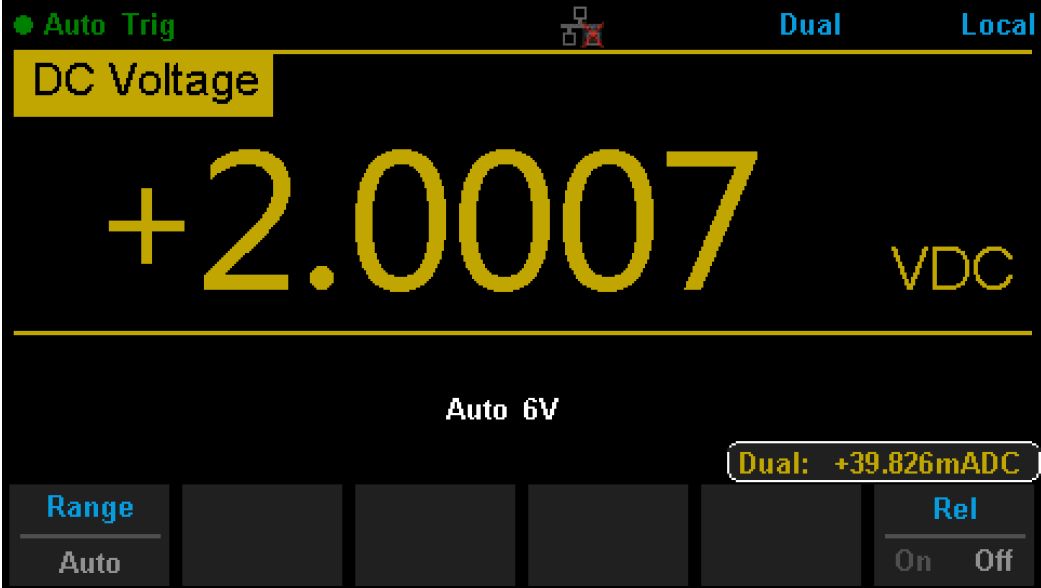 Auto Trig Dual Local
DC Voltage
+2.0007 VDC
Auto 6V
Dual: +39.826mADC
Range Rel
Auto On Off